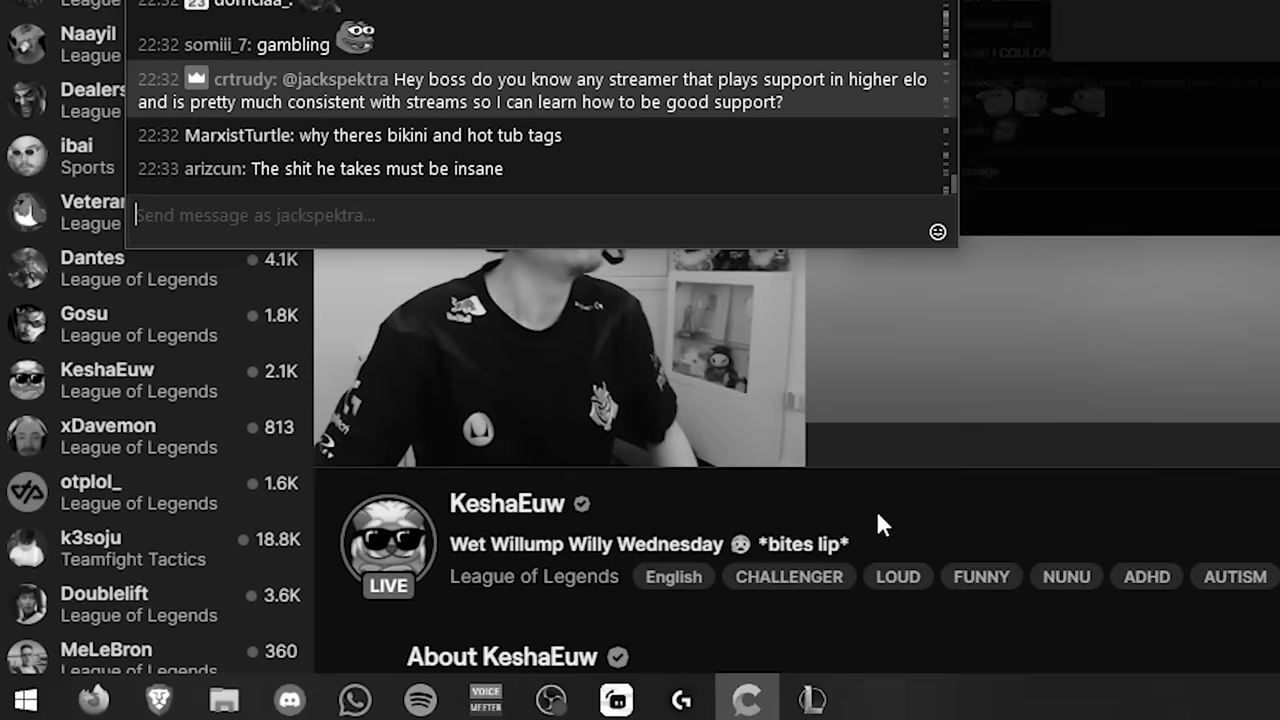 Naayil
League
Dealers
League
ibai
Sports
Veterar
League
Dantes 4.1K
League of Legends
Gosu 1.8K
League of Legends
KeshaEuw 2.1K
League of Legends
xDavemon 813
League of Legends
otplol_ 1.6K
League of Legends
k3soju 18.8K
Teamfight Tactics
Doublelift 3.6K
League of Legends
MeLeBron 360
League of Legends
22:32 23 domciaa_:
22:32 somiii_7: gambling
22:32 crtrudy: @jackspektra Hey boss do you know any streamer that plays support in higher elo
and is pretty much consistent with streams so I can learn how to be good support?
22:32 MarxistTurtle: why theres bikini and hot tub tags
22:33 arizcun: The shit he takes must be insane
Send message as jackspektra...
I COULDN
KeshaEuw
Wet Willump Willy Wednesday 😳 *bites lip*
League of Legends English CHALLENGER LOUD FUNNY NUNU ADHD AUTISM
LIVE
About KeshaEuw
VOICE
MEETER